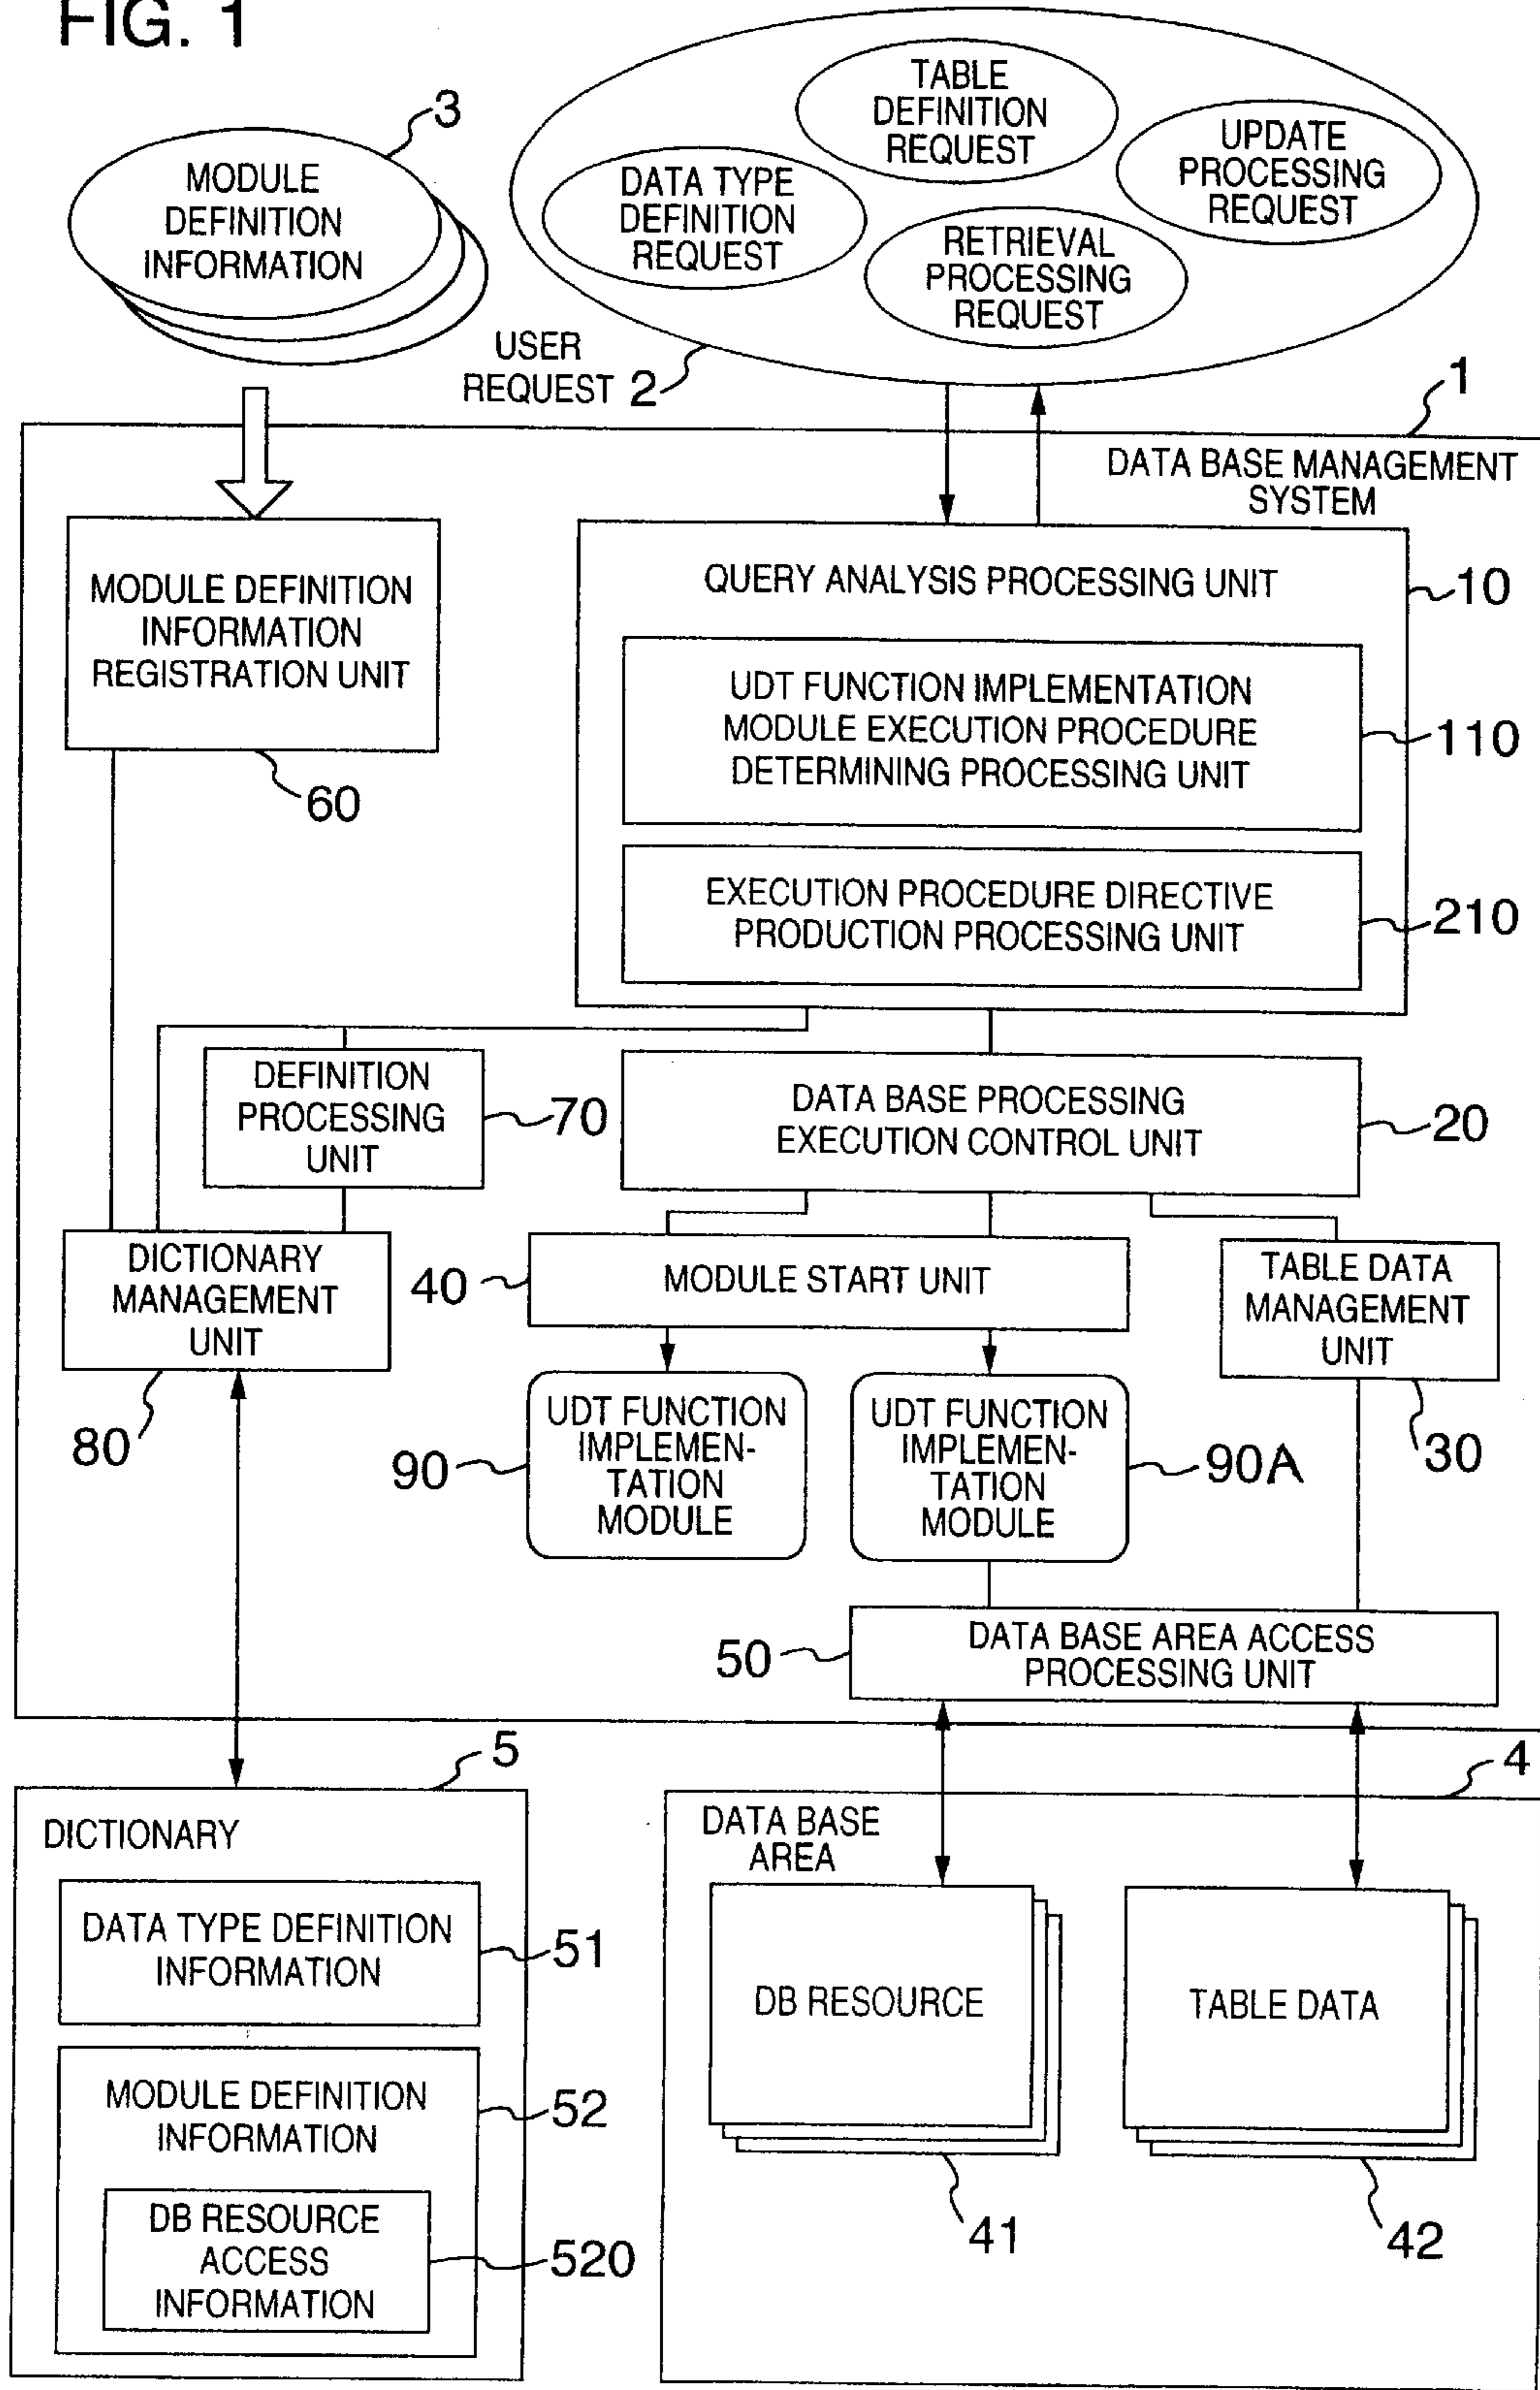 FIG. 1
3
MODULE
DEFINITION
INFORMATION
TABLE
DEFINITION
REQUEST
DATA TYPE
DEFINITION
REQUEST
UPDATE
PROCESSING
REQUEST
RETRIEVAL
PROCESSING
REQUEST
USER
REQUEST 2
1
DATA BASE MANAGEMENT
SYSTEM
MODULE DEFINITION
INFORMATION
REGISTRATION UNIT
60
QUERY ANALYSIS PROCESSING UNIT
10
UDT FUNCTION IMPLEMENTATION
MODULE EXECUTION PROCEDURE
DETERMINING PROCESSING UNIT
110
EXECUTION PROCEDURE DIRECTIVE
PRODUCTION PROCESSING UNIT
210
DEFINITION
PROCESSING
UNIT
70
DATA BASE PROCESSING
EXECUTION CONTROL UNIT
20
DICTIONARY
MANAGEMENT
UNIT
80
40
MODULE START UNIT
TABLE DATA
MANAGEMENT
UNIT
30
90
UDT FUNCTION
IMPLEMEN-
TATION
MODULE
UDT FUNCTION
IMPLEMEN-
TATION
MODULE
90A
50
DATA BASE AREA ACCESS
PROCESSING UNIT
5
DICTIONARY
DATA TYPE DEFINITION
INFORMATION
51
MODULE DEFINITION
INFORMATION
52
DB RESOURCE
ACCESS
INFORMATION
520
4
DATA BASE
AREA
DB RESOURCE
41
TABLE DATA
42